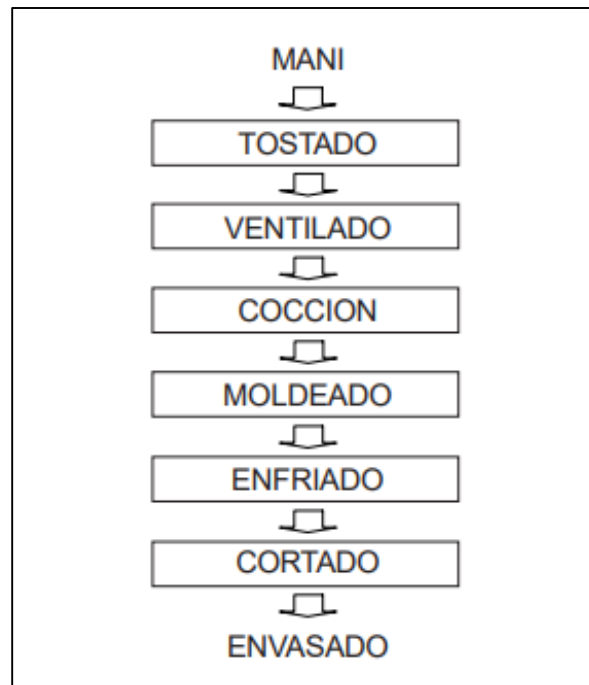 MANI
TOSTADO
VENTILADO
COCCION
MOLDEADO
ENFRIADO
CORTADO
ENVASADO